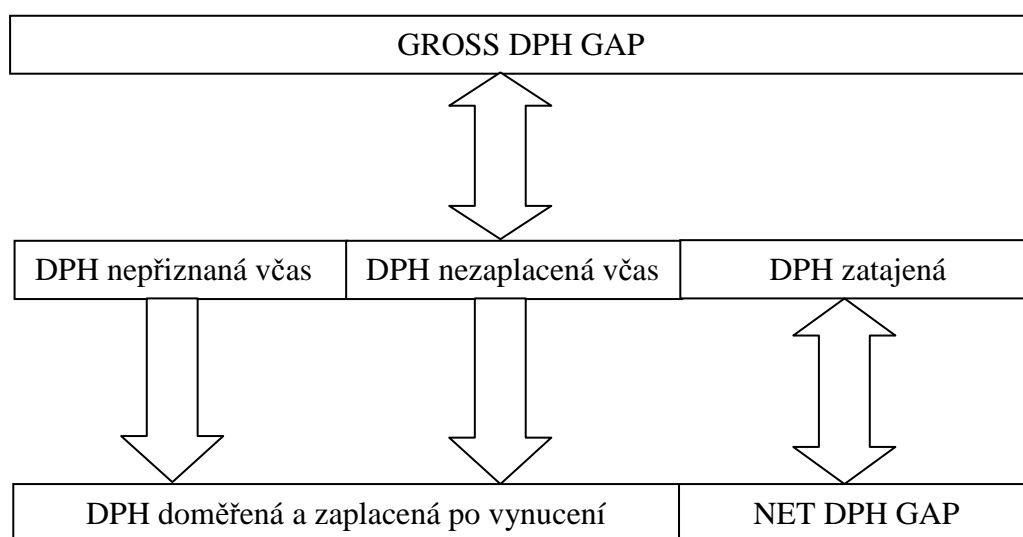 GROSS DPH GAP
DPH nepřiznaná včas
DPH nezaplacená včas
DPH zatajená
DPH doměřená a zaplacená po vynucení
NET DPH GAP